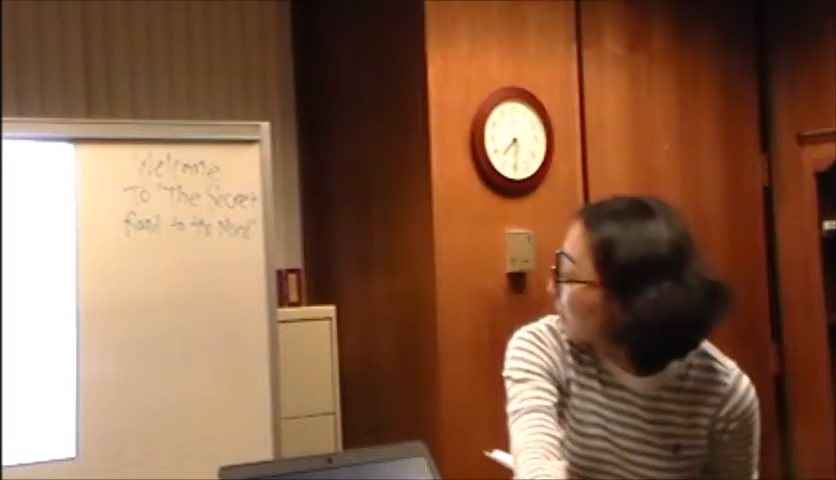 Welcome
To "The Secret
Road to the Mind"